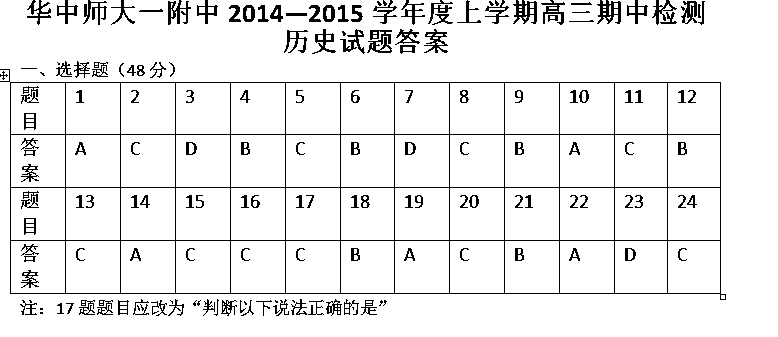 华中师大一附中 2014—2015 学年度上学期高三期中检测
历史试题答案
一、选择题（48 分）
题目 1 2 3 4 5 6 7 8 9 10 11 12
答案 A C D B C B D C B A C B
题目 13 14 15 16 17 18 19 20 21 22 23 24
答案 C A C C C B A C B A D C
注：17 题题目应改为“判断以下说法正确的是”